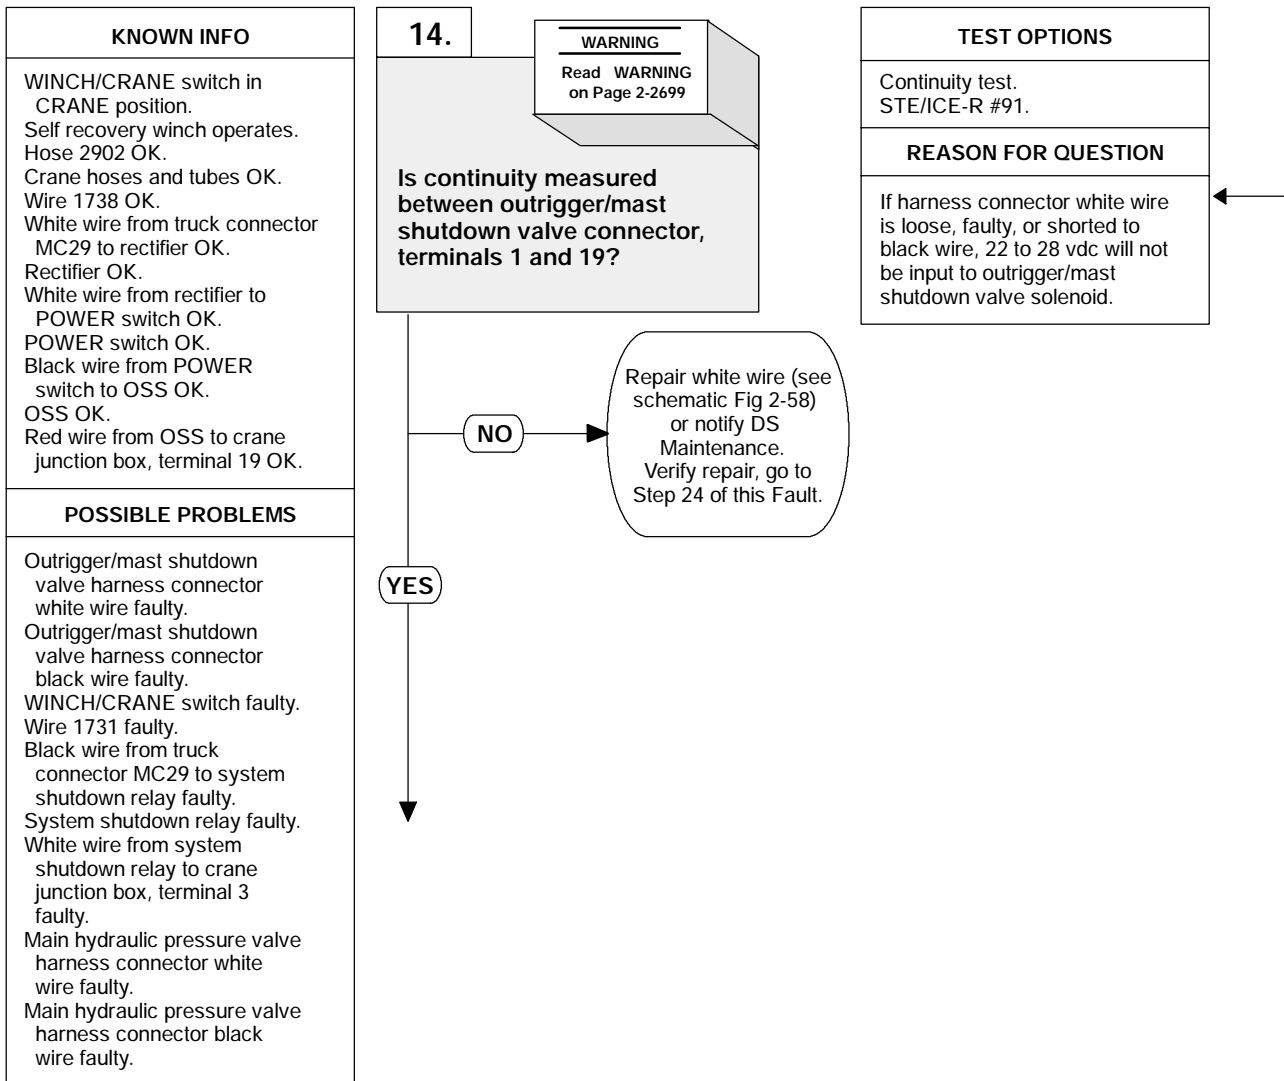 KNOWN INFO
WINCH/CRANE switch in
CRANE position.
Self recovery winch operates.
Hose 2902 OK.
Crane hoses and tubes OK.
Wire 1738 OK.
White wire from truck connector
MC29 to rectifier OK.
Rectifier OK.
White wire from rectifier to
POWER switch OK.
POWER switch OK.
Black wire from POWER
switch to OSS OK.
OSS OK.
Red wire from OSS to crane
junction box, terminal 19 OK.
POSSIBLE PROBLEMS
Outrigger/mast shutdown
valve harness connector
white wire faulty.
Outrigger/mast shutdown
valve harness connector
black wire faulty.
WINCH/CRANE switch faulty.
Wire 1731 faulty.
Black wire from truck
connector MC29 to system
shutdown relay faulty.
System shutdown relay faulty.
White wire from system
shutdown relay to crane
junction box, terminal 3
faulty.
Main hydraulic pressure valve
harness connector white
wire faulty.
Main hydraulic pressure valve
harness connector black
wire faulty.
14.
WARNING
Read WARNING
on Page 2-2699
Is continuity measured
between outrigger/mast
shutdown valve connector,
terminals 1 and 19?
NO
Repair white wire (see
schematic Fig 2-58)
or notify DS
Maintenance.
Verify repair, go to
Step 24 of this Fault.
YES
TEST OPTIONS
Continuity test.
STE/ICE-R #91.
REASON FOR QUESTION
If harness connector white wire
is loose, faulty, or shorted to
black wire, 22 to 28 vdc will not
be input to outrigger/mast
shutdown valve solenoid.